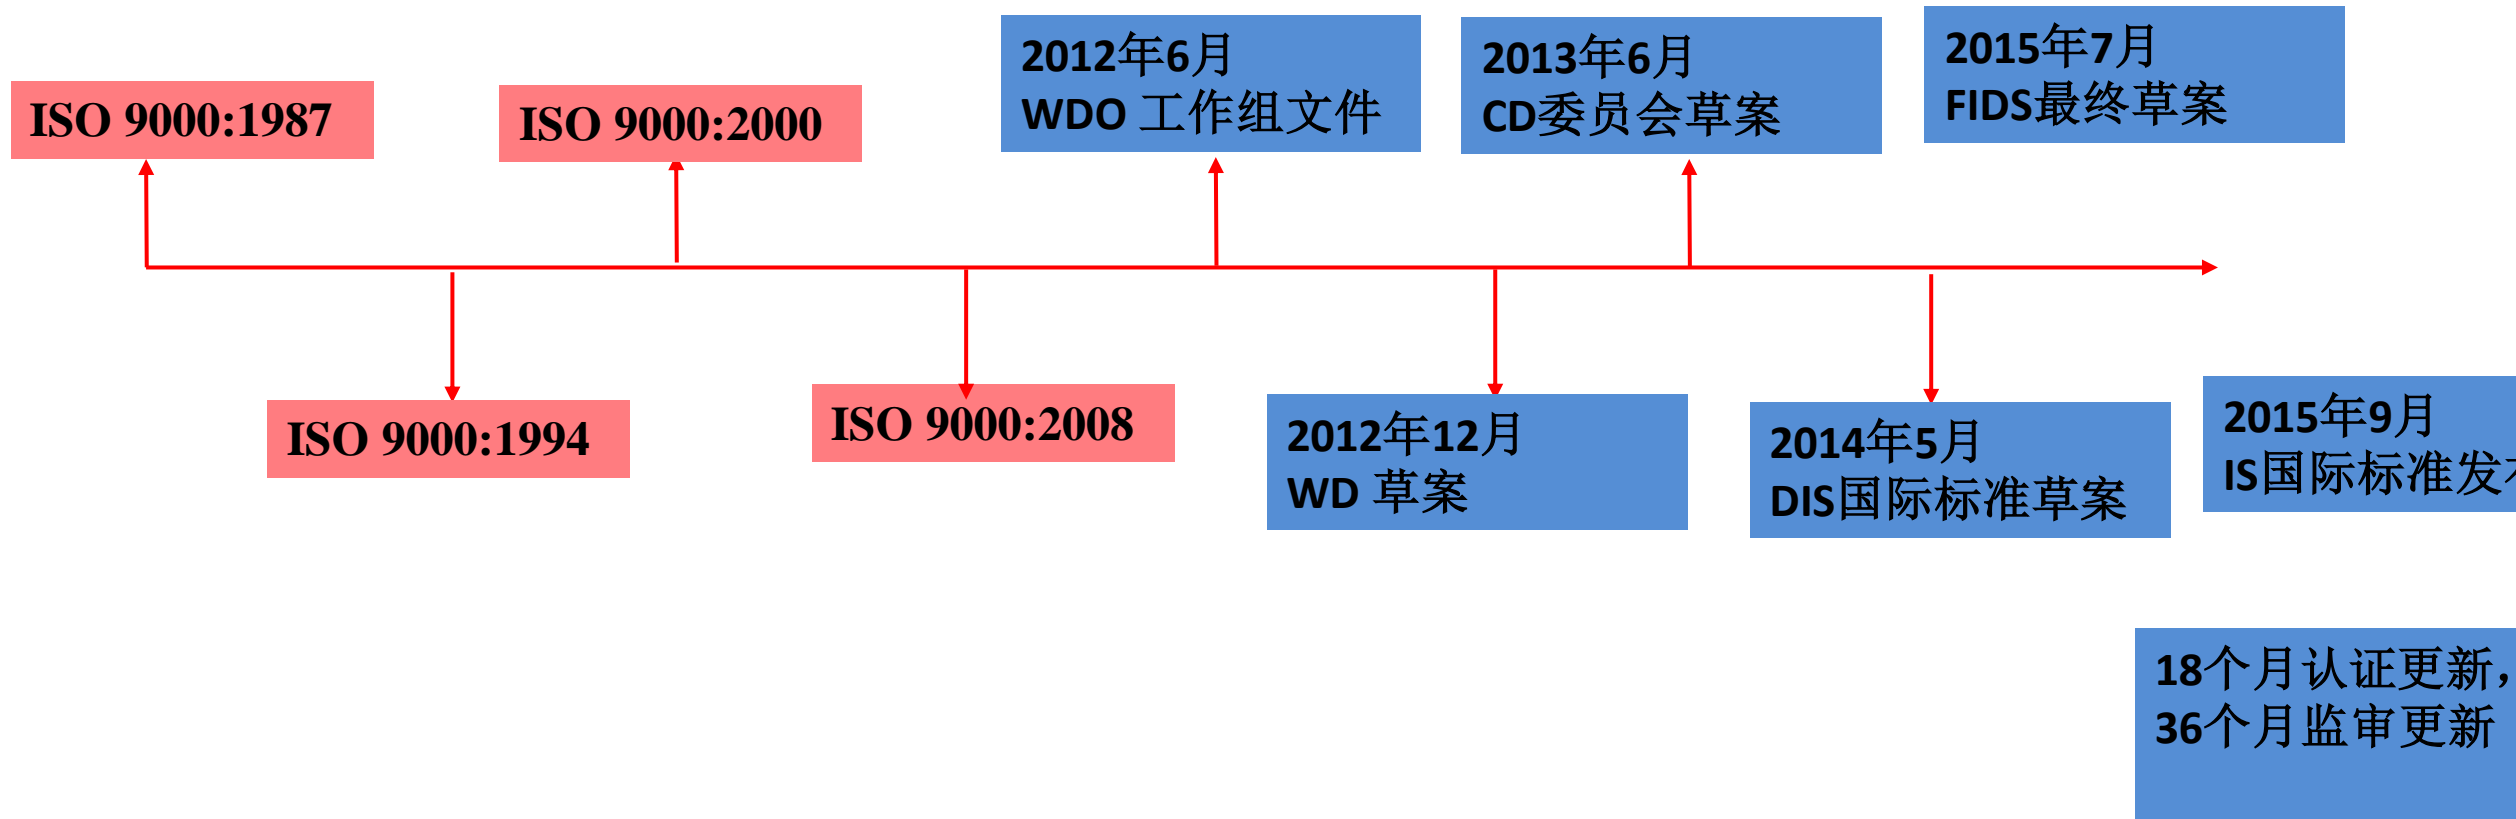 ISO 9000:1987
ISO 9000:2000
2012年6月
WDO 工作组文件
2013年6月
CD委员会草案
2015年7月
FIDS最终草案
ISO 9000:1994
ISO 9000:2008
2012年12月
WD 草案
2014年5月
DIS国际标准草案
2015年9月
IS国际标准发
18个月认证更新，
36个月监审更新